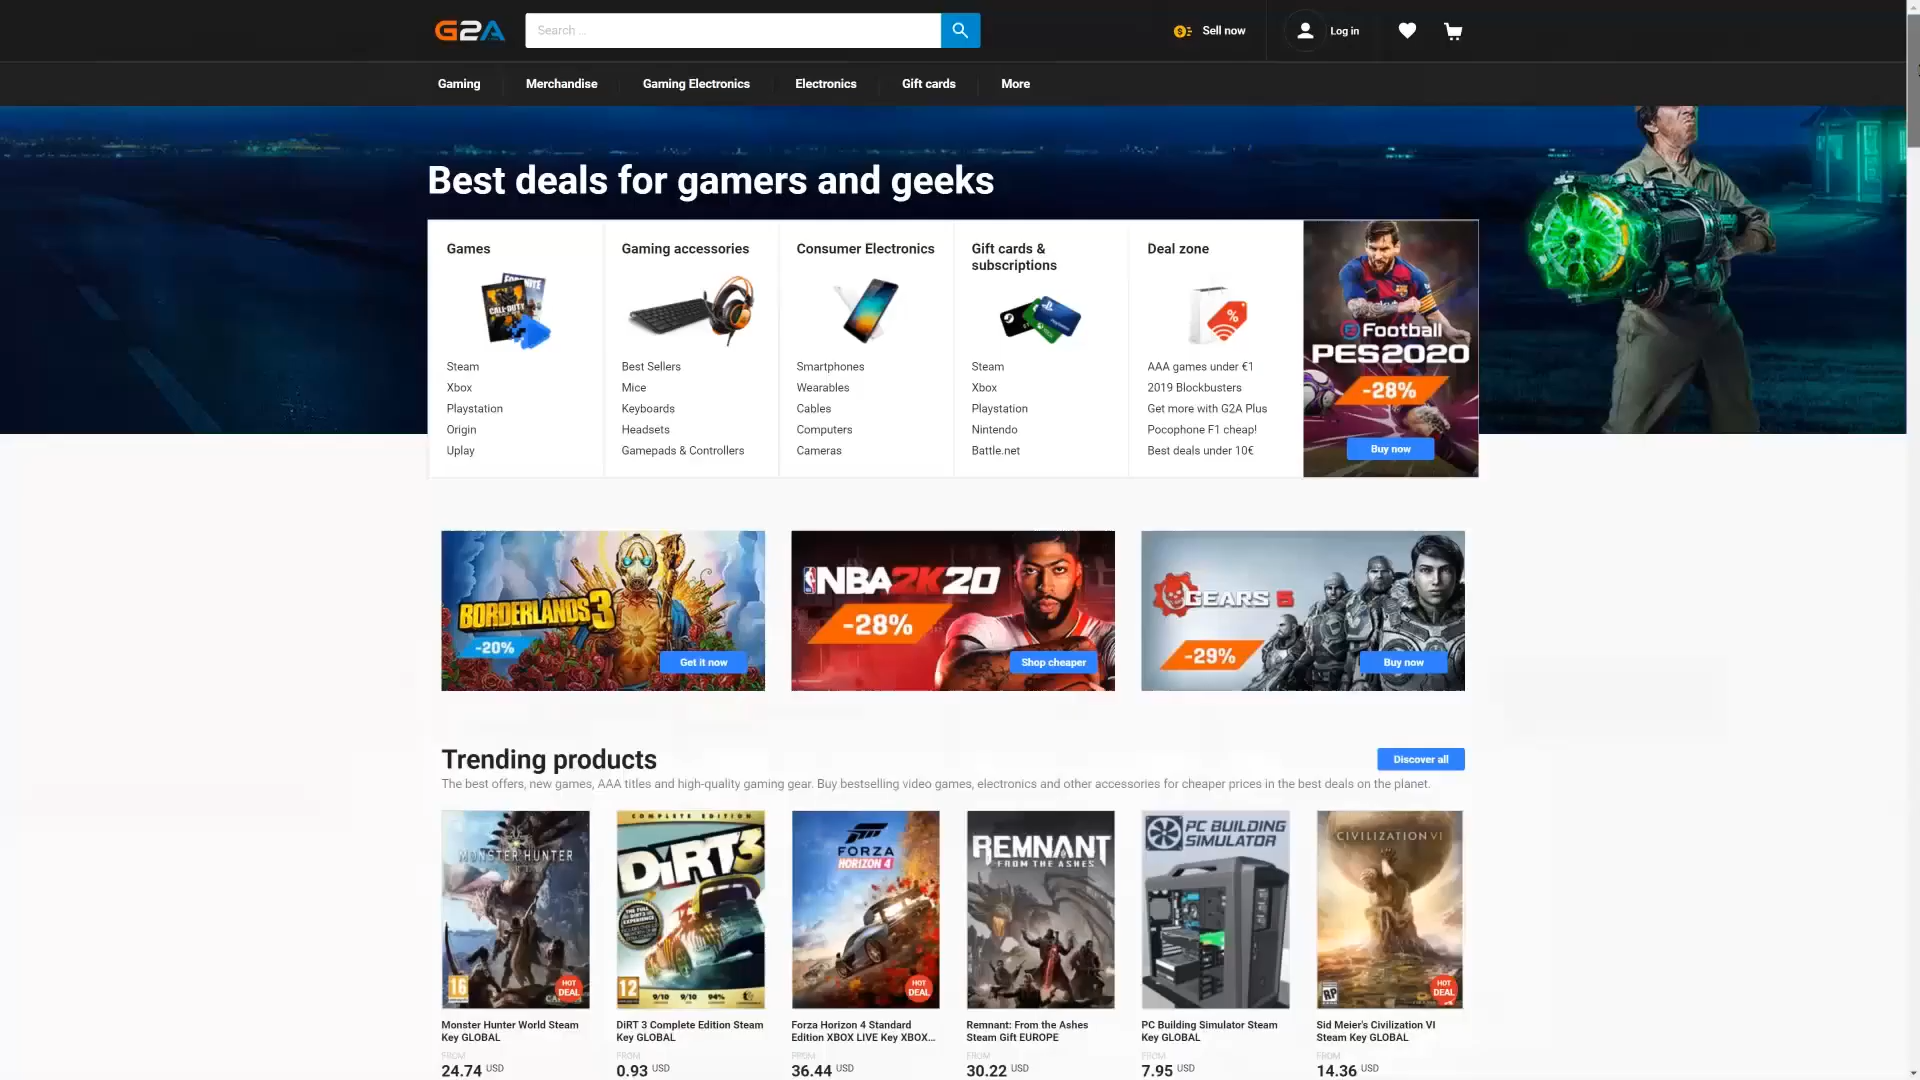 G2A
Search ...
Sell now
Log in
Gaming
Merchandise
Gaming Electronics
Electronics
Gift cards
More
Best deals for gamers and geeks
Games
Steam
Xbox
Playstation
Origin
Uplay
Gaming accessories
Best Sellers
Mice
Keyboards
Headsets
Gamepads & Controllers
Consumer Electronics
Smartphones
Wearables
Cables
Computers
Cameras
Gift cards &
subscriptions
Steam
Xbox
Playstation
Nintendo
Battle.net
Deal zone
%
AAA games under €1
2019 Blockbusters
Get more with G2A Plus
Pocophone F1 cheap!
Best deals under 10€
Football
PES2020
-28%
Buy now
BORDERLANDS 3
-20%
Get it now
NBA 2K20
-28%
Shop cheaper
GEARS 5
-29%
Buy now
Trending products
Discover all
The best offers, new games, AAA titles and high-quality gaming gear. Buy bestselling video games, electronics and other accessories for cheaper prices in the best deals on the planet.
MONSTER HUNTER
16
HOT
DEAL
Monster Hunter World Steam
Key GLOBAL
FROM
24.74 USD
COMPLETE EDITION
DiRT3
12
9/10
9/10
94%
DiRT 3 Complete Edition Steam
Key GLOBAL
FROM
0.93 USD
FORZA
HORIZON 4
HOT
DEAL
Forza Horizon 4 Standard
Edition XBOX LIVE Key XBOX...
FROM
36.44 USD
REMNANT
FROM THE ASHES
Remnant: From the Ashes
Steam Gift EUROPE
FROM
30.22 USD
PC BUILDING
SIMULATOR
PC Building Simulator Steam
Key GLOBAL
FROM
7.95 USD
CIVILIZATION VI
RP
HOT
DEAL
Sid Meier's Civilization VI
Steam Key GLOBAL
FROM
14.36 USD